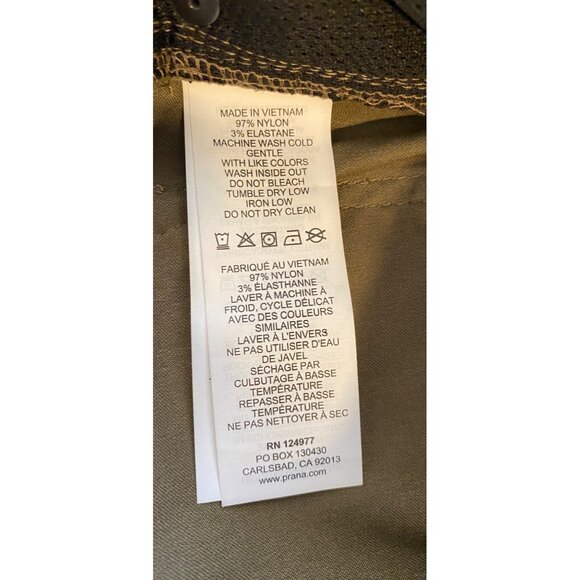 MADE IN VIETNAM
97% NYLON
3% ELASTANE
MACHINE WASH COLD
GENTLE
WITH LIKE COLORS
WASH INSIDE OUT
DO NOT BLEACH
TUMBLE DRY LOW
IRON LOW
DO NOT DRY CLEAN
FABRIQUÉ AU VIETNAM
97% NYLON
3% ÉLASTHANNE
LAVER À MACHINE À
FROID, CYCLE DÉLICAT
AVEC DES COULEURS
SIMILAIRES
LAVER À L'ENVERS
NE PAS UTILISER D'EAU
DE JAVEL
SÉCHAGE PAR
CULBUTAGE À BASSE
TEMPÉRATURE
REPASSER À BASSE
TEMPÉRATURE
NE PAS NETTOYER À SEC
RN 124977
PO BOX 130430
CARLSBAD, CA 92013
www.prana.com